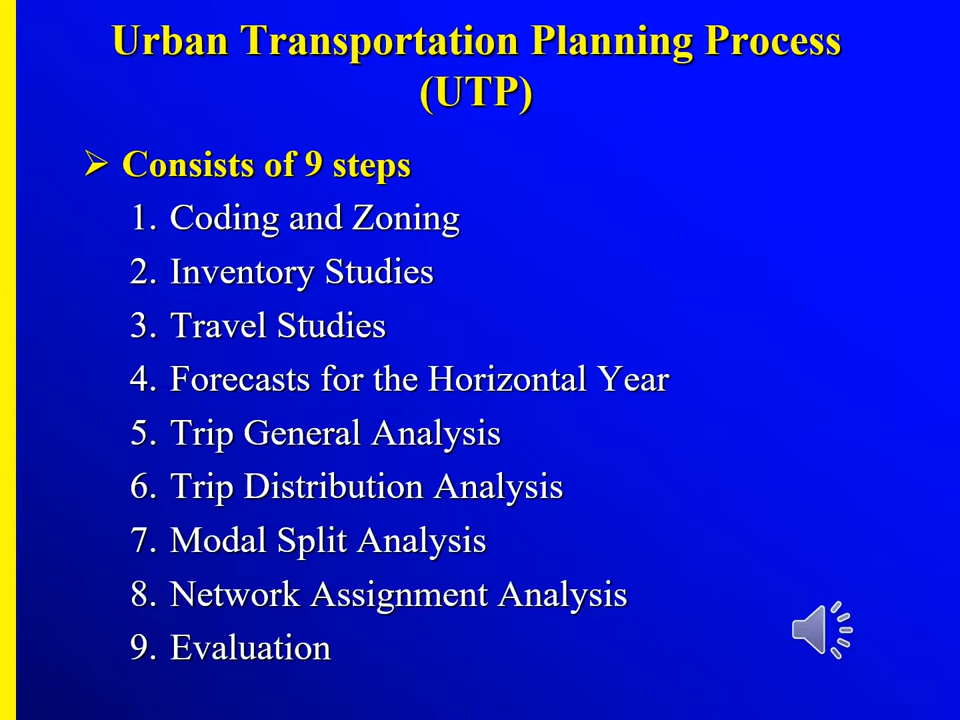 Urban Transportation Planning Process
(UTP)
➢ Consists of 9 steps
1. Coding and Zoning
2. Inventory Studies
3. Travel Studies
4. Forecasts for the Horizontal Year
5. Trip General Analysis
6. Trip Distribution Analysis
7. Modal Split Analysis
8. Network Assignment Analysis
9. Evaluation